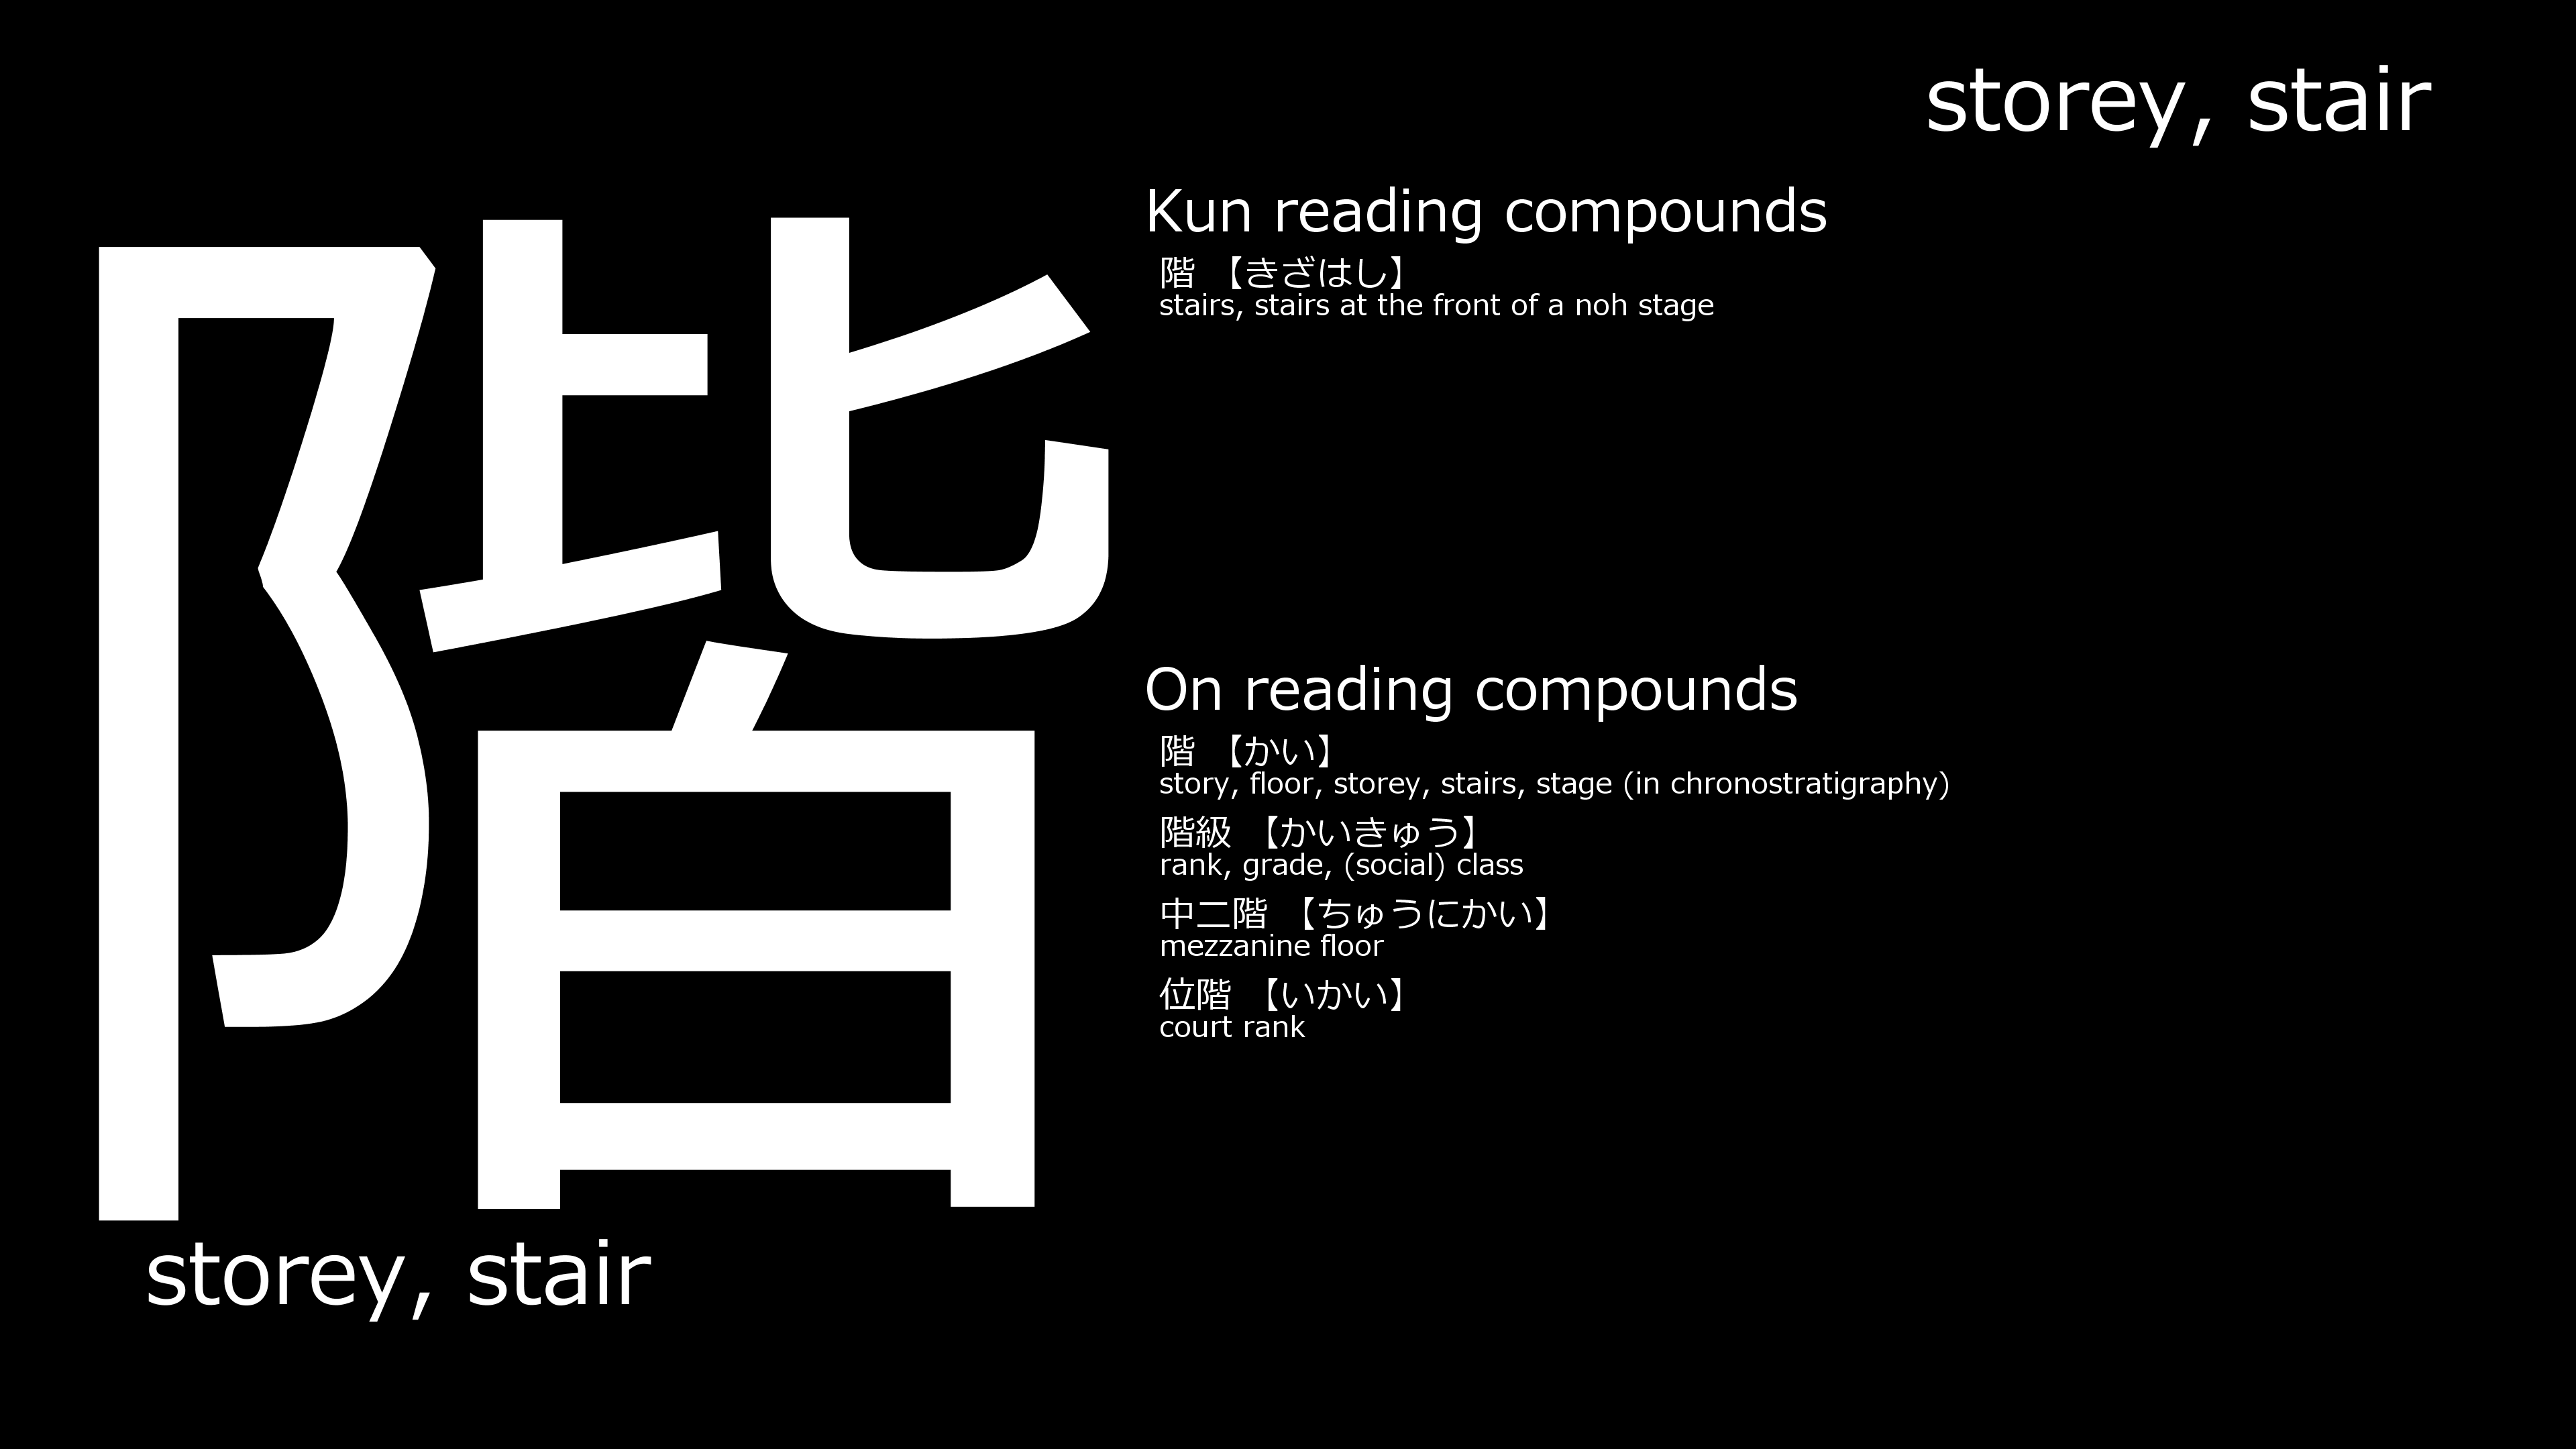 storey, stair
階
Kun reading compounds
階 【きざはし】
stairs, stairs at the front of a noh stage
On reading compounds
階 【かい】
story, floor, storey, stairs, stage (in chronostratigraphy)
階級 【かいきゅう】
rank, grade, (social) class
中二階 【ちゅうにかい】
mezzanine floor
位階 【いかい】
court rank
storey, stair